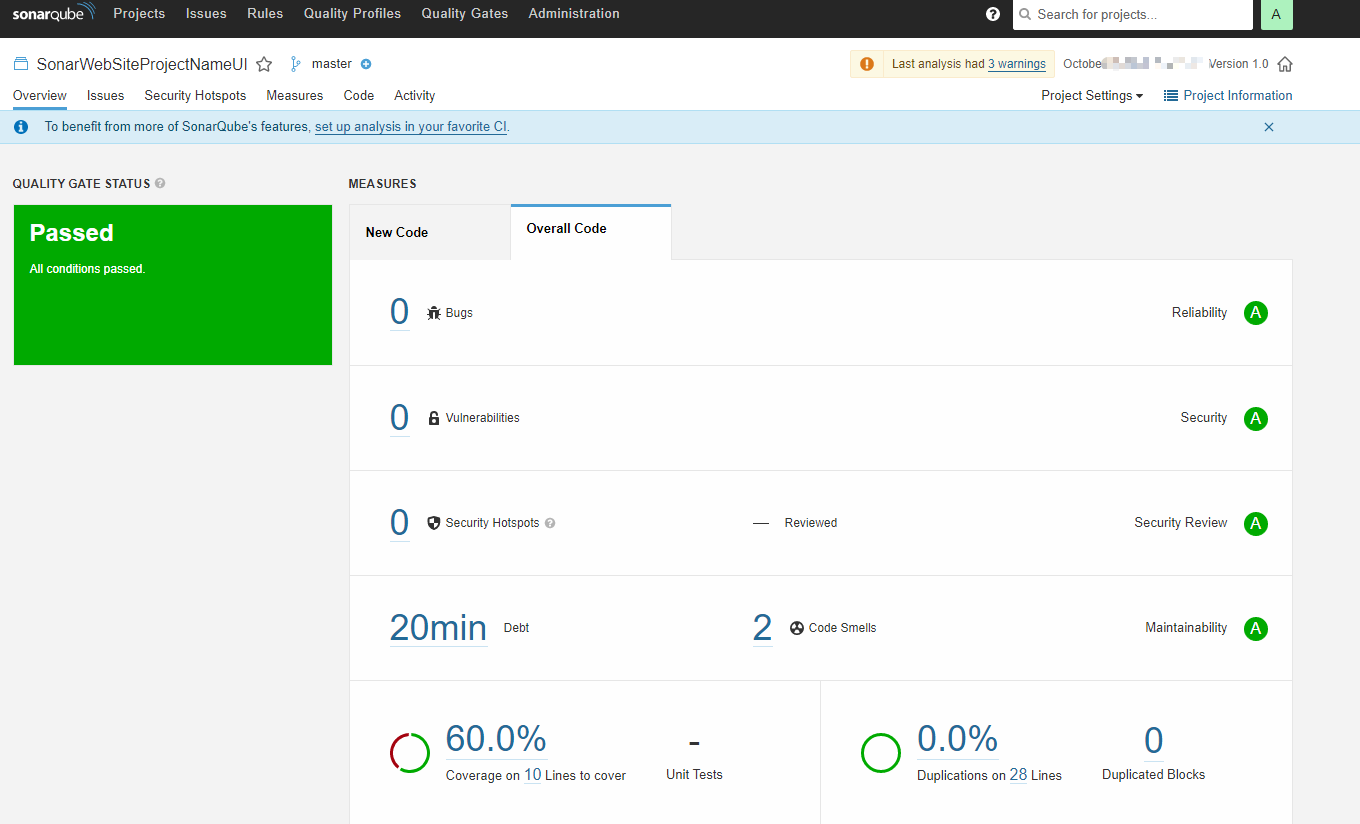 sonarqube Projects Issues Rules Quality Profiles Quality Gates Administration ? Search for projects... A
SonarWebSiteProjectNameUI master Last analysis had 3 warnings Version 1.0
Overview Issues Security Hotspots Measures Code Activity Project Settings Project Information
To benefit from more of SonarQube's features, set up analysis in your favorite CI.
QUALITY GATE STATUS ? MEASURES
Passed
All conditions passed.
New Code Overall Code
0 Bugs Reliability A
0 Vulnerabilities Security A
0 Security Hotspots ? — Reviewed Security Review A
20min Debt 2 Code Smells Maintainability A
60.0% - 0.0% 0
Coverage on 10 Lines to cover Unit Tests Duplications on 28 Lines Duplicated Blocks